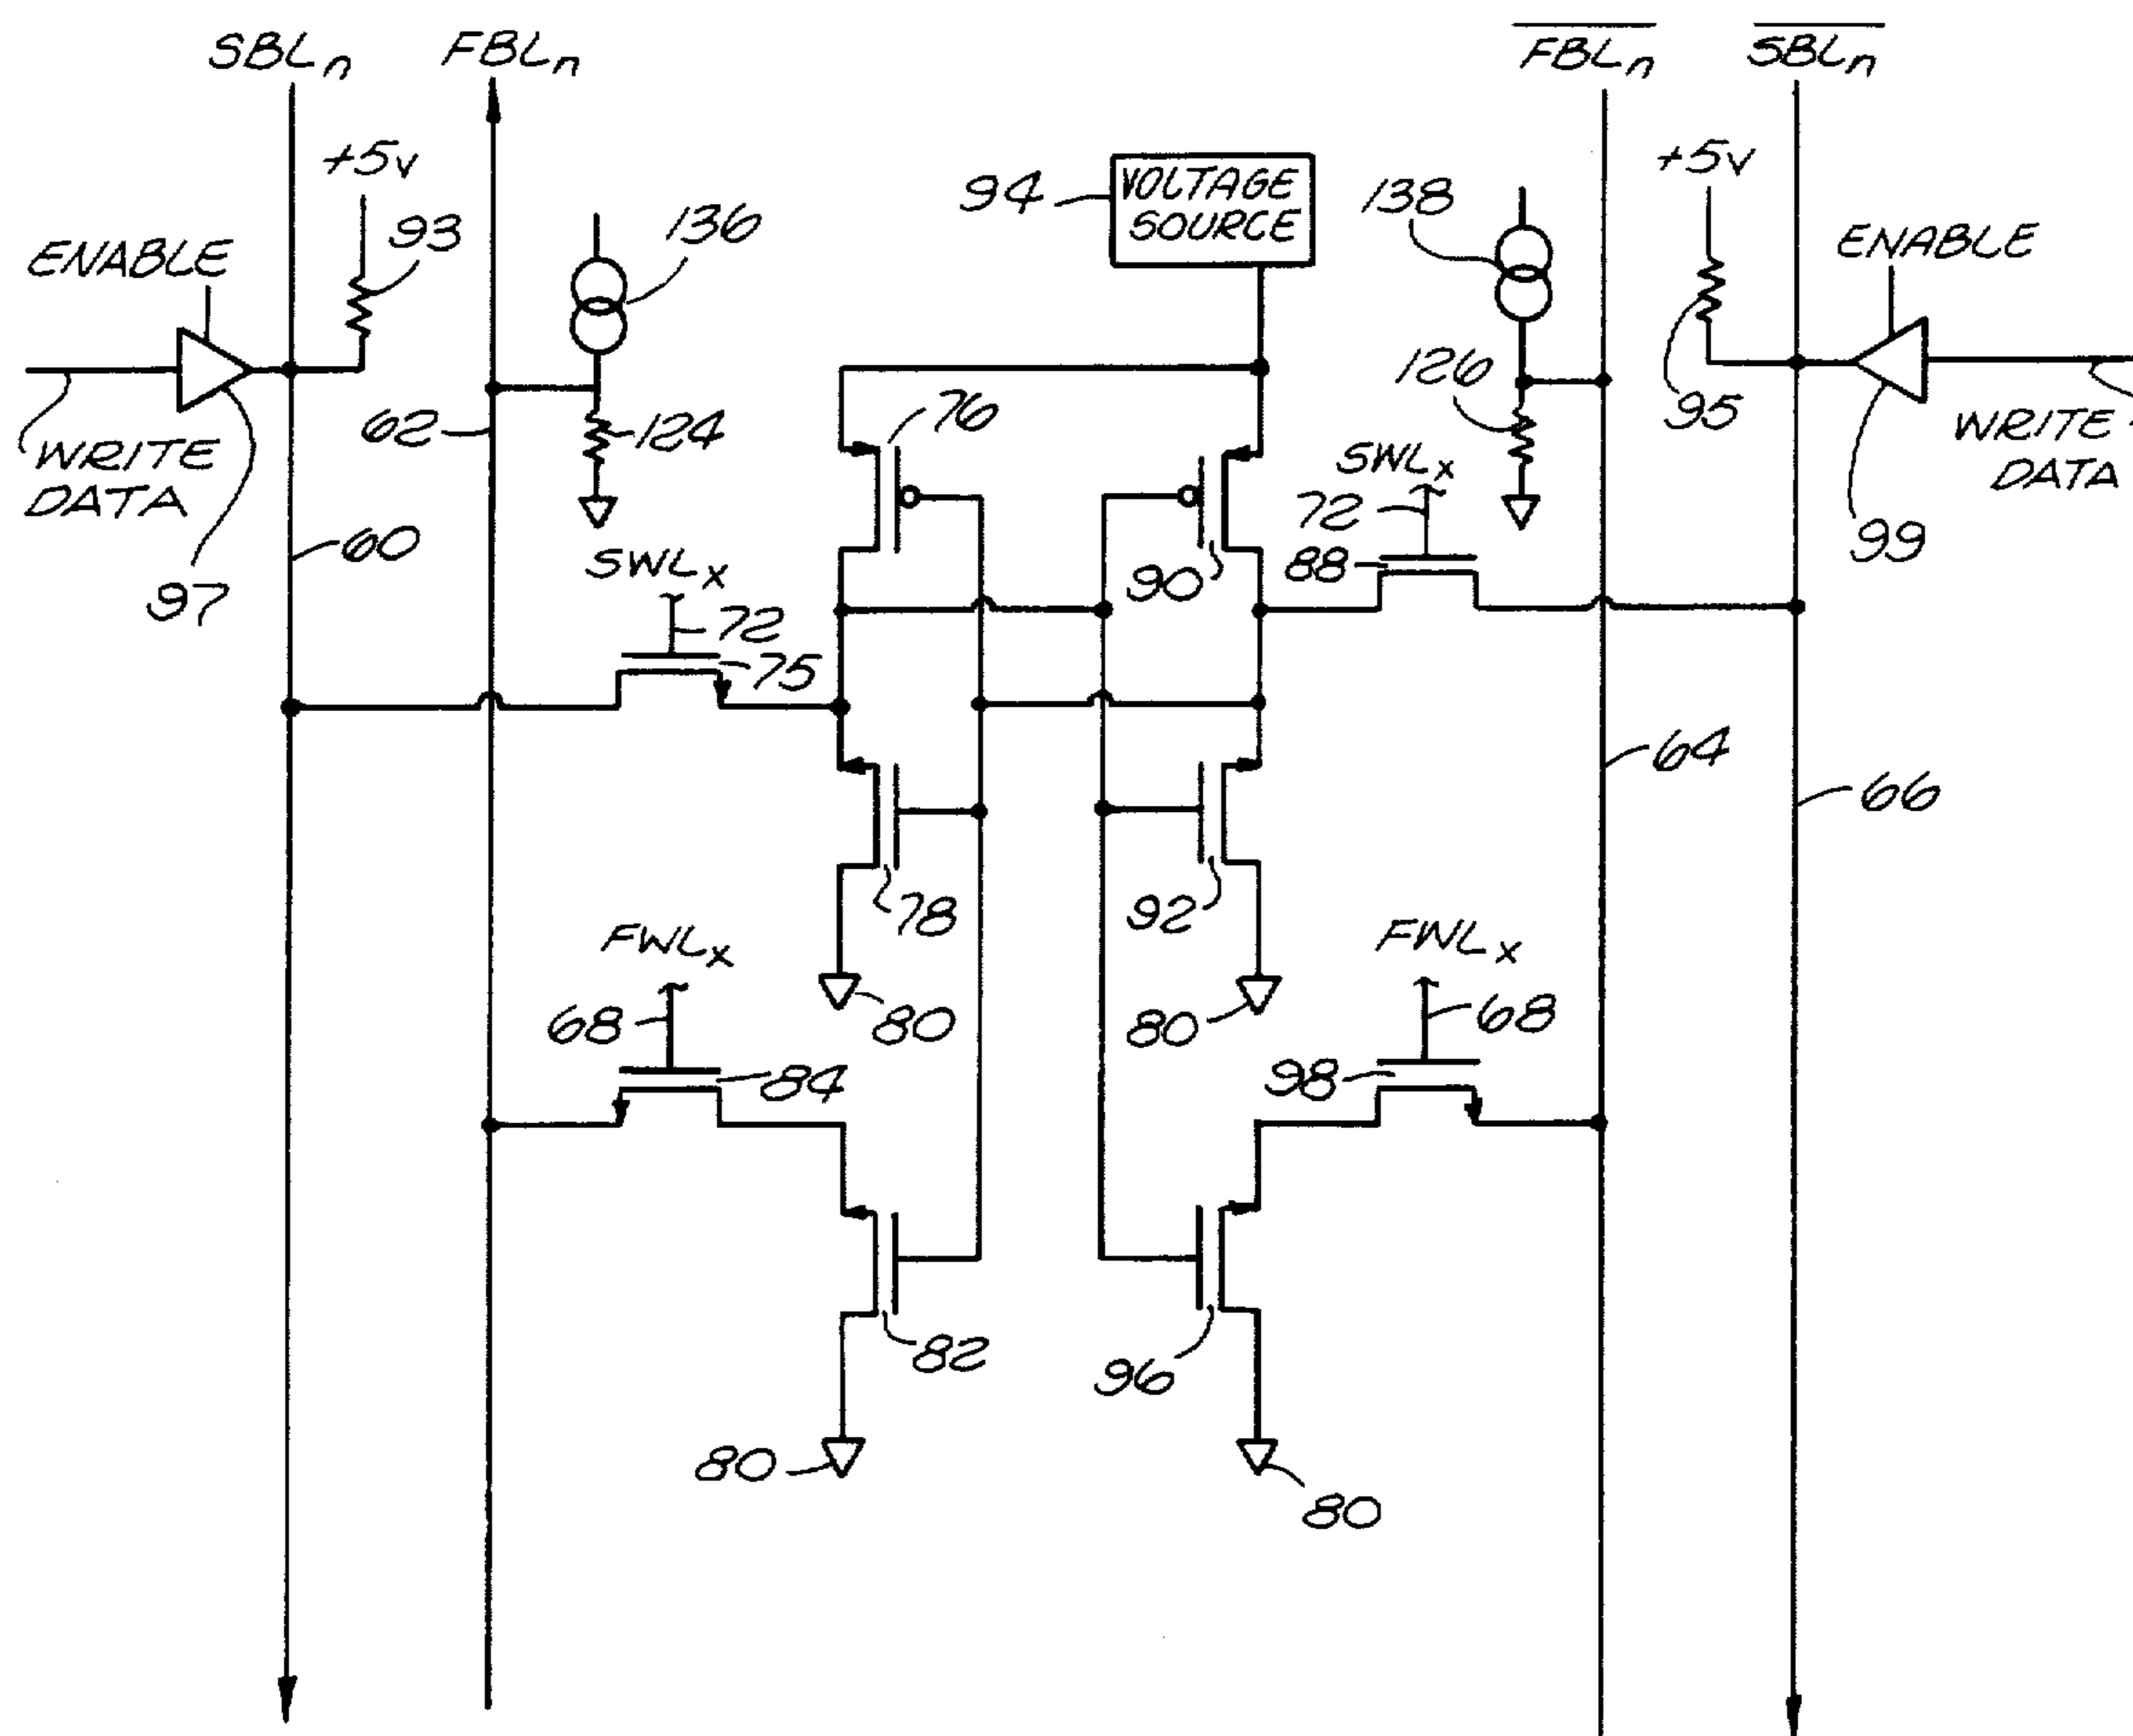 SBLn
FBLn
FBLn
SBLn
+5v
+5v
94
VOLTAGE
SOURCE
138
136
93
ENABLE
ENABLE
126
76
95
62
124
WRITE
DATA
WRITE
DATA
SWLx
72
99
60
88
90
97
SWLx
72
75
64
66
78
92
FWLx
FWLx
68
80
80
68
84
98
82
96
80
80